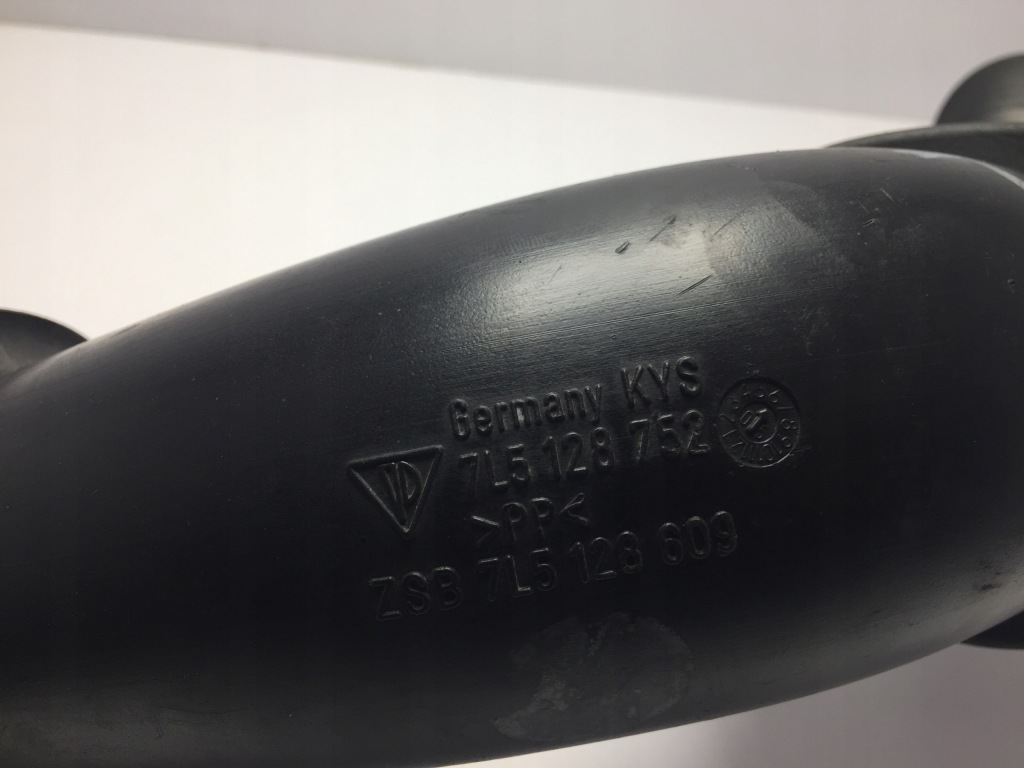 Germany KYS
7L5 128 752
>PP<
ZSB 7L5 128 609